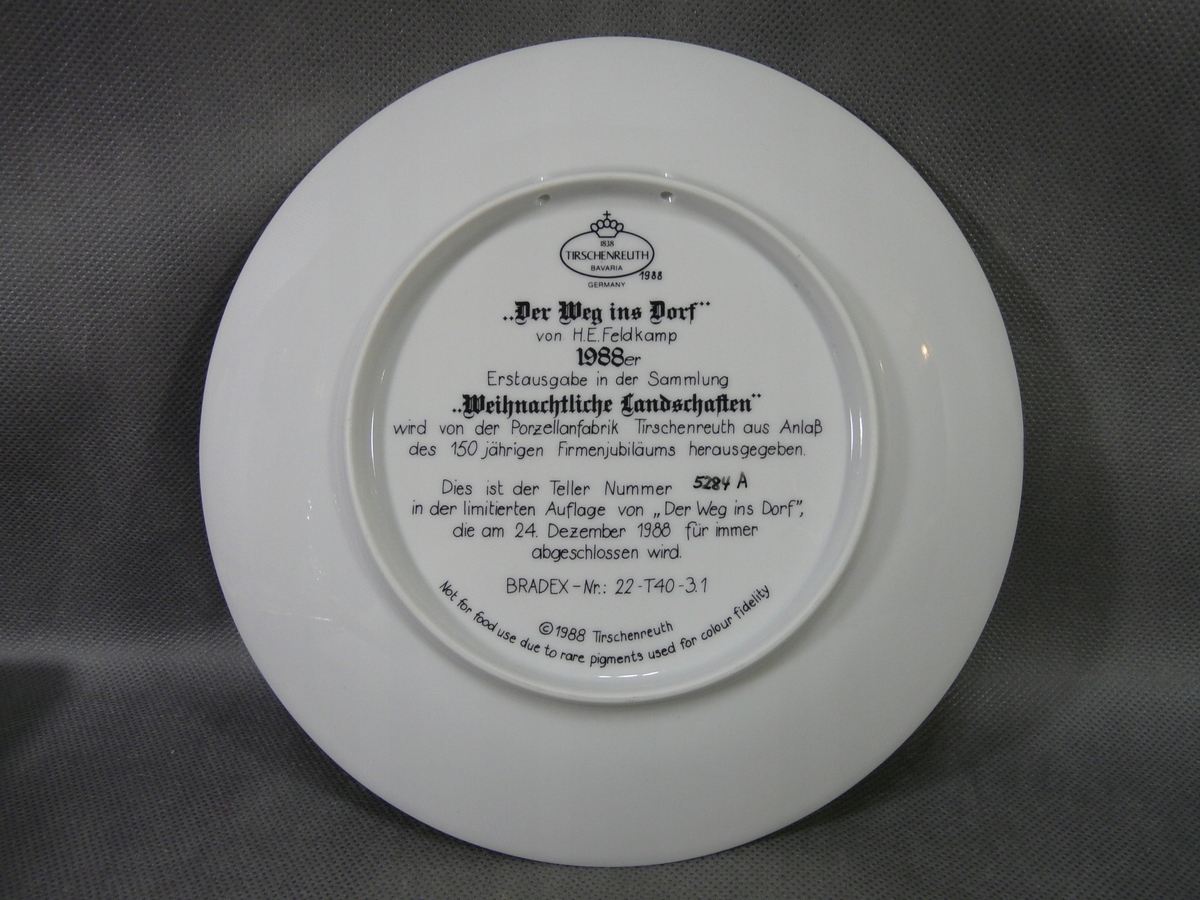 1838
TIRSCHENREUTH
BAVARIA
1988
GERMANY
„Der Weg ins Dorf"
von H.E.Feldkamp
1988er
Erstausgabe in der Sammlung
„Weihnachtliche Landschaften"
wird von der Porzellanfabrik Tirschenreuth aus Anlaß
des 150 jährigen Firmenjubiläums herausgegeben.
Dies ist der Teller Nummer 5284 A
in der limitierten Auflage von „Der Weg ins Dorf",
die am 24. Dezember 1988 für immer
abgeschlossen wird.
BRADEX-Nr.: 22-T40-3.1
©1988 Tirschenreuth
Not for food use due to rare pigments used for colour fidelity